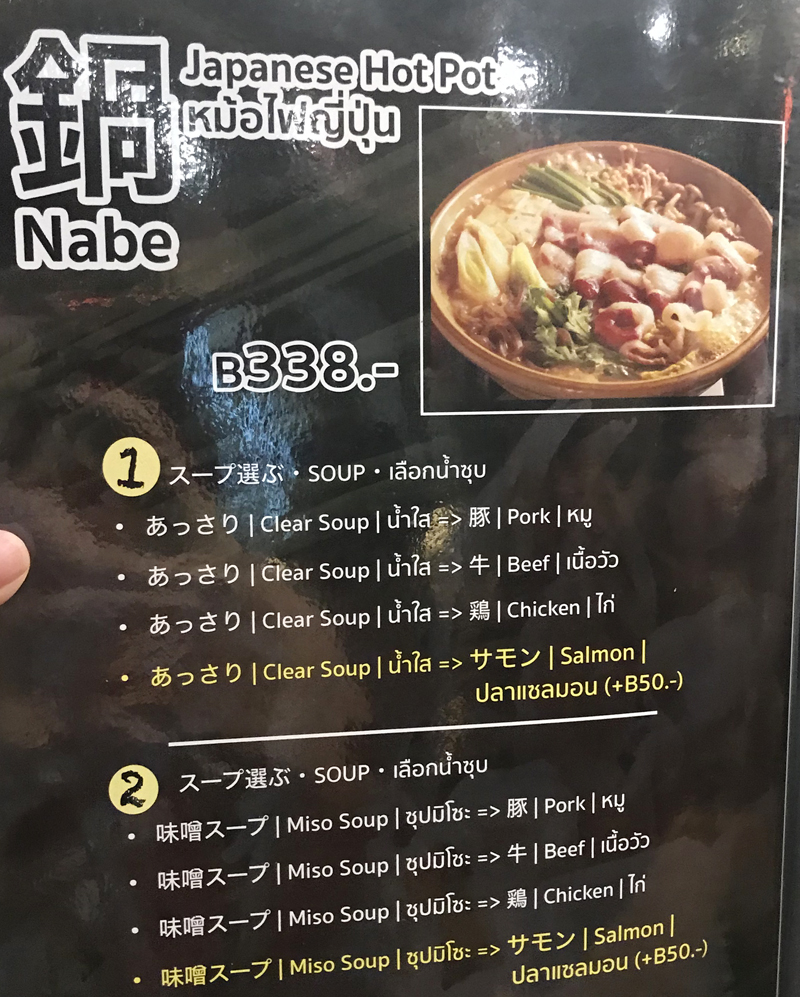 鍋
Japanese Hot Pot
หม้อไฟญี่ปุ่น
Nabe
B338.-
1 スープ選ぶ・SOUP・เลือกน้ำซุบ
• あっさり | Clear Soup | น้ำใส => 豚 | Pork | หมู
• あっさり | Clear Soup | น้ำใส => 牛 | Beef | เนื้อวัว
• あっさり | Clear Soup | น้ำใส => 鶏 | Chicken | ไก่
• あっさり | Clear Soup | น้ำใส => サモン | Salmon |
ปลาแซลมอน (+B50.-)
2 スープ選ぶ・SOUP・เลือกน้ำซุบ
• 味噌スープ | Miso Soup | ซุปมิโซะ => 豚 | Pork | หมู
• 味噌スープ | Miso Soup | ซุปมิโซะ => 牛 | Beef | เนื้อวัว
• 味噌スープ | Miso Soup | ซุปมิโซะ => 鶏 | Chicken | ไก่
• 味噌スープ | Miso Soup | ซุปมิโซะ => サモン | Salmon |
ปลาแซลมอน (+B50.-)